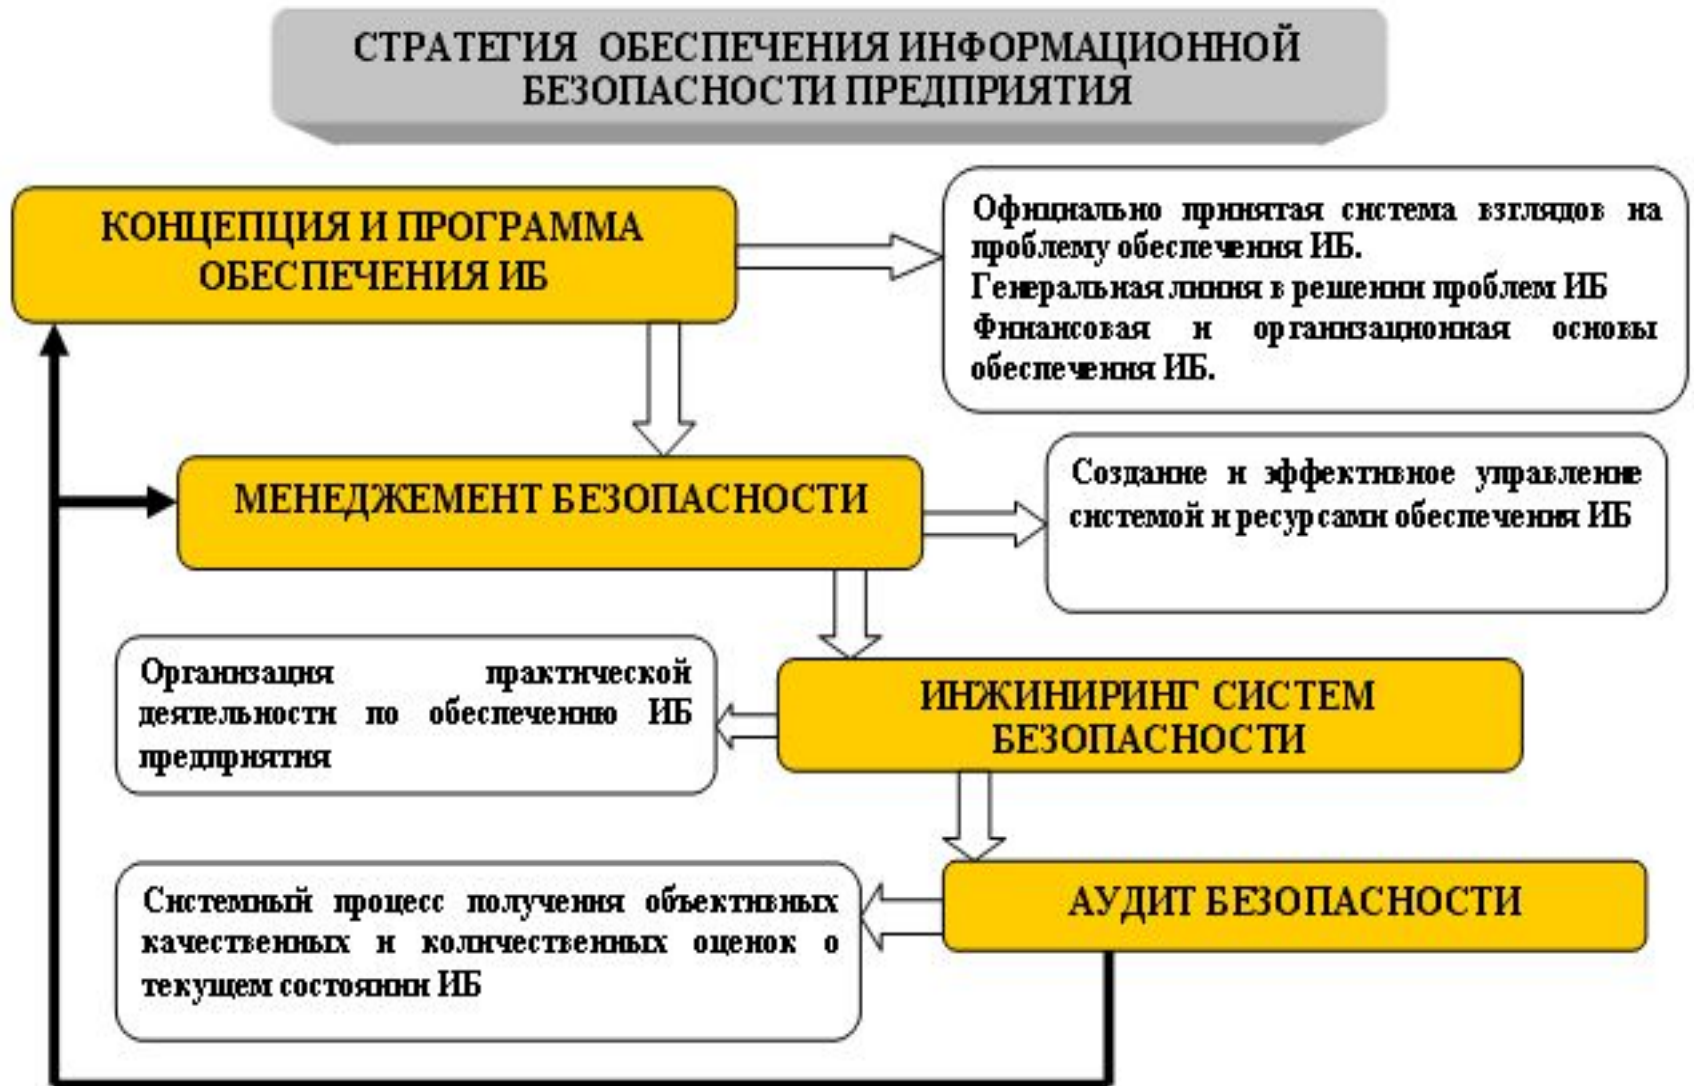 СТРАТЕГИЯ ОБЕСПЕЧЕНИЯ ИНФОРМАЦИОННОЙ
БЕЗОПАСНОСТИ ПРЕДПРИЯТИЯ
КОНЦЕПЦИЯ И ПРОГРАММА
ОБЕСПЕЧЕНИЯ ИБ
Официально принятая система взглядов на
проблему обеспечения ИБ.
Генеральная линия в решении проблем ИБ
Финансовая и организационная основы
обеспечения ИБ.
МЕНЕДЖЕМЕНТ БЕЗОПАСНОСТИ
Создание и эффективное управление
системой и ресурсами обеспечения ИБ
ИНЖИНИРИНГ СИСТЕМ
БЕЗОПАСНОСТИ
Организация практической
деятельности по обеспечению ИБ
предприятия
АУДИТ БЕЗОПАСНОСТИ
Системный процесс получения объективных
качественных и количественных оценок о
текущем состоянии ИБ